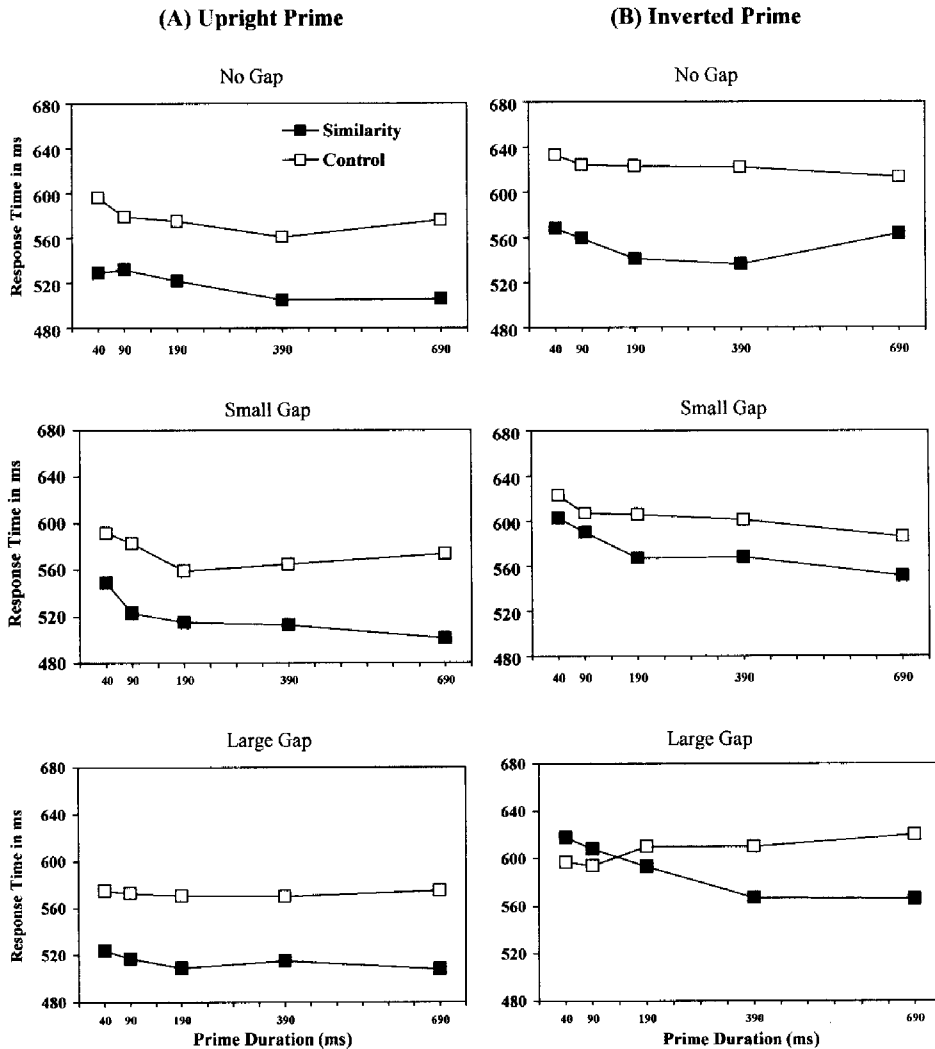 (A) Upright Prime
(B) Inverted Prime
No Gap
No Gap
680
640
600
560
520
480
Response Time in ms
Similarity
Control
40 90 190 390 690
680
640
600
560
520
480
40 90 190 390 690
Small Gap
Small Gap
680
640
600
560
520
480
Response Time in ms
40 90 190 390 690
680
640
600
560
520
480
40 90 190 390 690
Large Gap
Large Gap
680
640
600
560
520
480
Response Time in ms
40 90 190 390 690
Prime Duration (ms)
680
640
600
560
520
480
40 90 190 390 690
Prime Duration (ms)